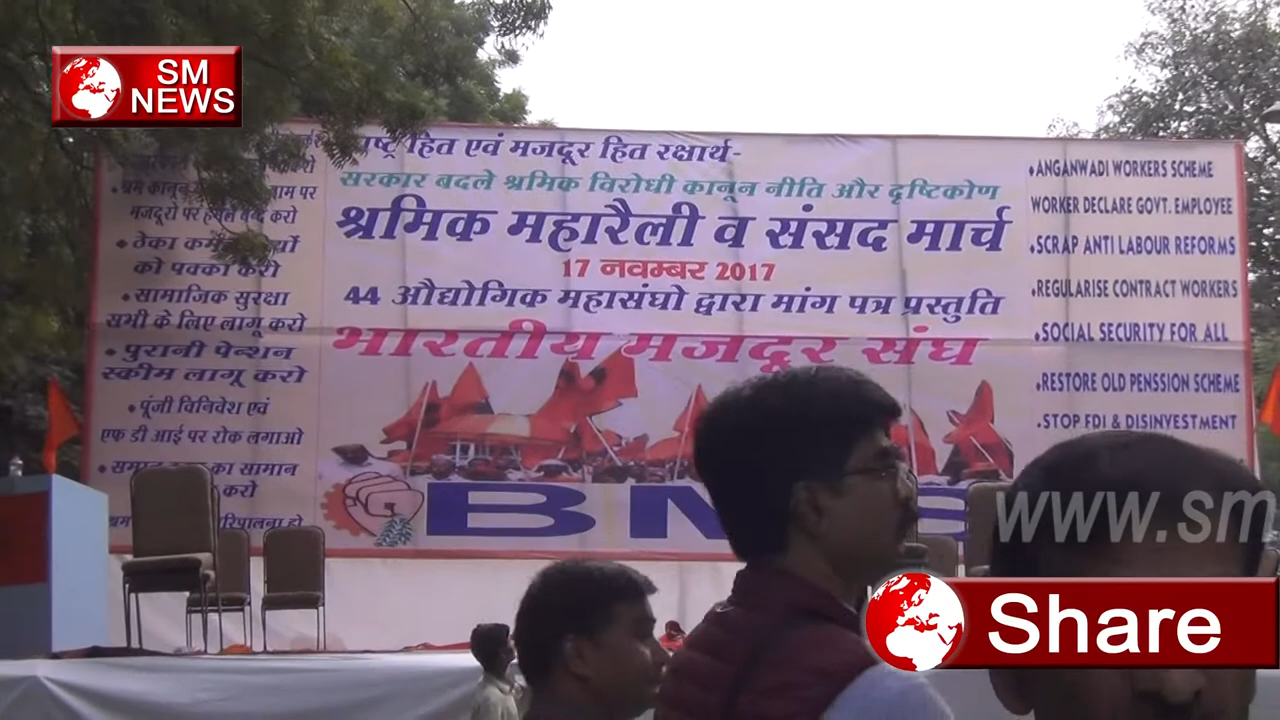 SM
NEWS
हित एवं मजदूर हित रक्षार्थ-
सरकार बदले श्रमिक विरोधी कानून नीति और दृष्टिकोण
श्रमिक महारैली व संसद मार्च
17 नवम्बर 2017
44 औद्योगिक महासंघो द्वारा मांग पत्र प्रस्तुति
भारतीय मजदूर संघ
BM
• श्रम कानून पर
मजदूरो पर करो
• ठेका
को पक्का करो
• सामाजिक सुरक्षा
सभी के लिए लागू करो
• पुरानी पेन्शन
स्कीम लागू करो
• पूंजी विनिवेश एवं
एफ डी आई पर रोक लगाओ
• का सामान
करो
हो
•ANGANWADI WORKERS SCHEME
WORKER DECLARE GOVT. EMPLOYEE
•SCRAP ANTI LABOUR REFORMS
•REGULARISE CONTRACT WORKERS
•SOCIAL SECURITY FOR ALL
•RESTORE OLD PENSSION SCHEME
•STOP FDI & DISINVESTMENT
www.sm
Share